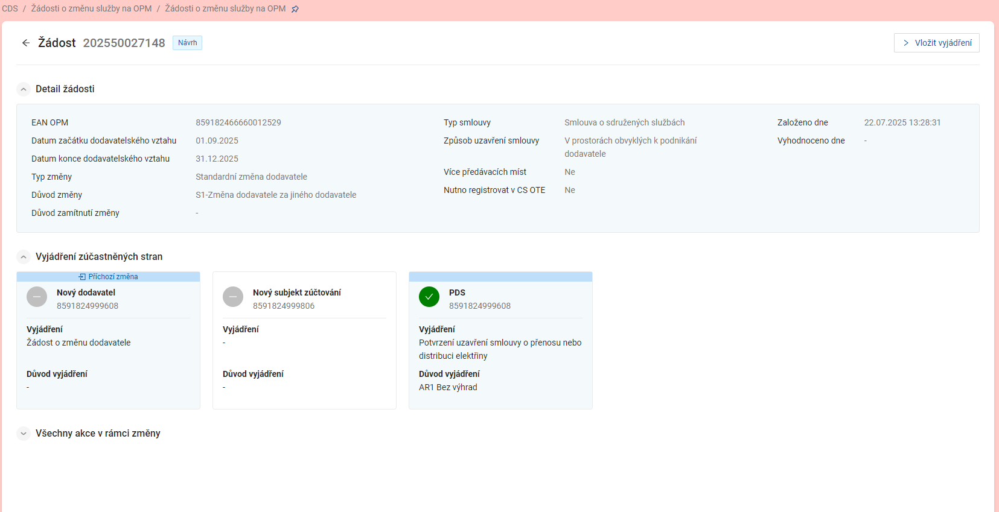 CDS / Žádosti o změnu služby na OPM / Žádosti o změnu služby na OPM
Žádost 202550027148 Návrh
Vložit vyjádření
Detail žádosti
EAN OPM 859182466660012529
Datum začátku dodavatelského vztahu 01.09.2025
Datum konce dodavatelského vztahu 31.12.2025
Typ změny Standardní změna dodavatele
Důvod změny S1-Změna dodavatele za jiného dodavatele
Důvod zamítnutí změny -
Typ smlouvy Smlouva o sdružených službách
Způsob uzavření smlouvy V prostorách obvyklých k podnikání
dodavatele
Více předávacích míst Ne
Nutno registrovat v CS OTE Ne
Založeno dne 22.07.2025 13:28:31
Vyhodnoceno dne -
Vyjádření zúčastněných stran
Příchozí změna
Nový dodavatel
8591824999608
Vyjádření
Žádost o změnu dodavatele
Důvod vyjádření
-
Nový subjekt zúčtování
8591824999806
Vyjádření
-
Důvod vyjádření
-
PDS
8591824999608
Vyjádření
Potvrzení uzavření smlouvy o přenosu nebo
distribuci elektřiny
Důvod vyjádření
AR1 Bez výhrad
Všechny akce v rámci změny